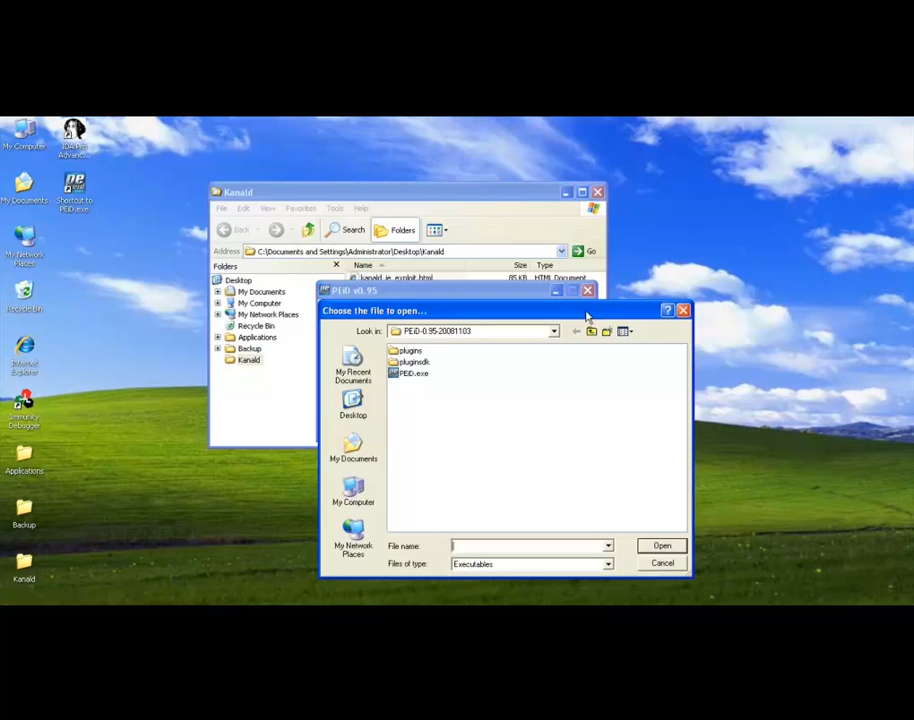 My Computer
IDA Pro
Advanc...
My Documents
Shortcut to
PEiD.exe
My Network
Places
Recycle Bin
Internet
Explorer
Immunity
Debugger
Applications
Backup
Kanald
Kanald
File Edit View Favorites Tools Help
Back Search Folders
Address C:\Documents and Settings\Administrator\Desktop\Kanald Go
Folders
Name Size Type
kanald_ie_exploit.html 85 KB HTML Document
Desktop
My Documents
My Computer
My Network Places
Recycle Bin
Applications
Backup
Kanald
PEiD v0.95
Choose the file to open...
Look in: PEiD-0.95-20081103
My Recent
Documents
Desktop
My Documents
My Computer
My Network
Places
plugins
pluginsdk
PEiD.exe
File name: Open
Files of type: Executables Cancel